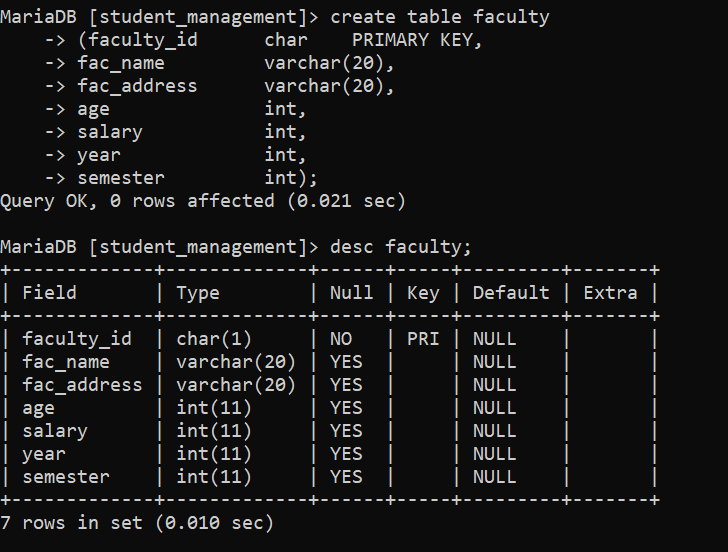 MariaDB [student_management]> create table faculty
    -> (faculty_id      char    PRIMARY KEY,
    -> fac_name         varchar(20),
    -> fac_address      varchar(20),
    -> age              int,
    -> salary           int,
    -> year             int,
    -> semester         int);
Query OK, 0 rows affected (0.021 sec)

MariaDB [student_management]> desc faculty;
+-------------+-------------+------+-----+---------+-------+
| Field       | Type        | Null | Key | Default | Extra |
+-------------+-------------+------+-----+---------+-------+
| faculty_id  | char(1)     | NO   | PRI | NULL    |       |
| fac_name    | varchar(20) | YES  |     | NULL    |       |
| fac_address | varchar(20) | YES  |     | NULL    |       |
| age         | int(11)     | YES  |     | NULL    |       |
| salary      | int(11)     | YES  |     | NULL    |       |
| year        | int(11)     | YES  |     | NULL    |       |
| semester    | int(11)     | YES  |     | NULL    |       |
+-------------+-------------+------+-----+---------+-------+
7 rows in set (0.010 sec)